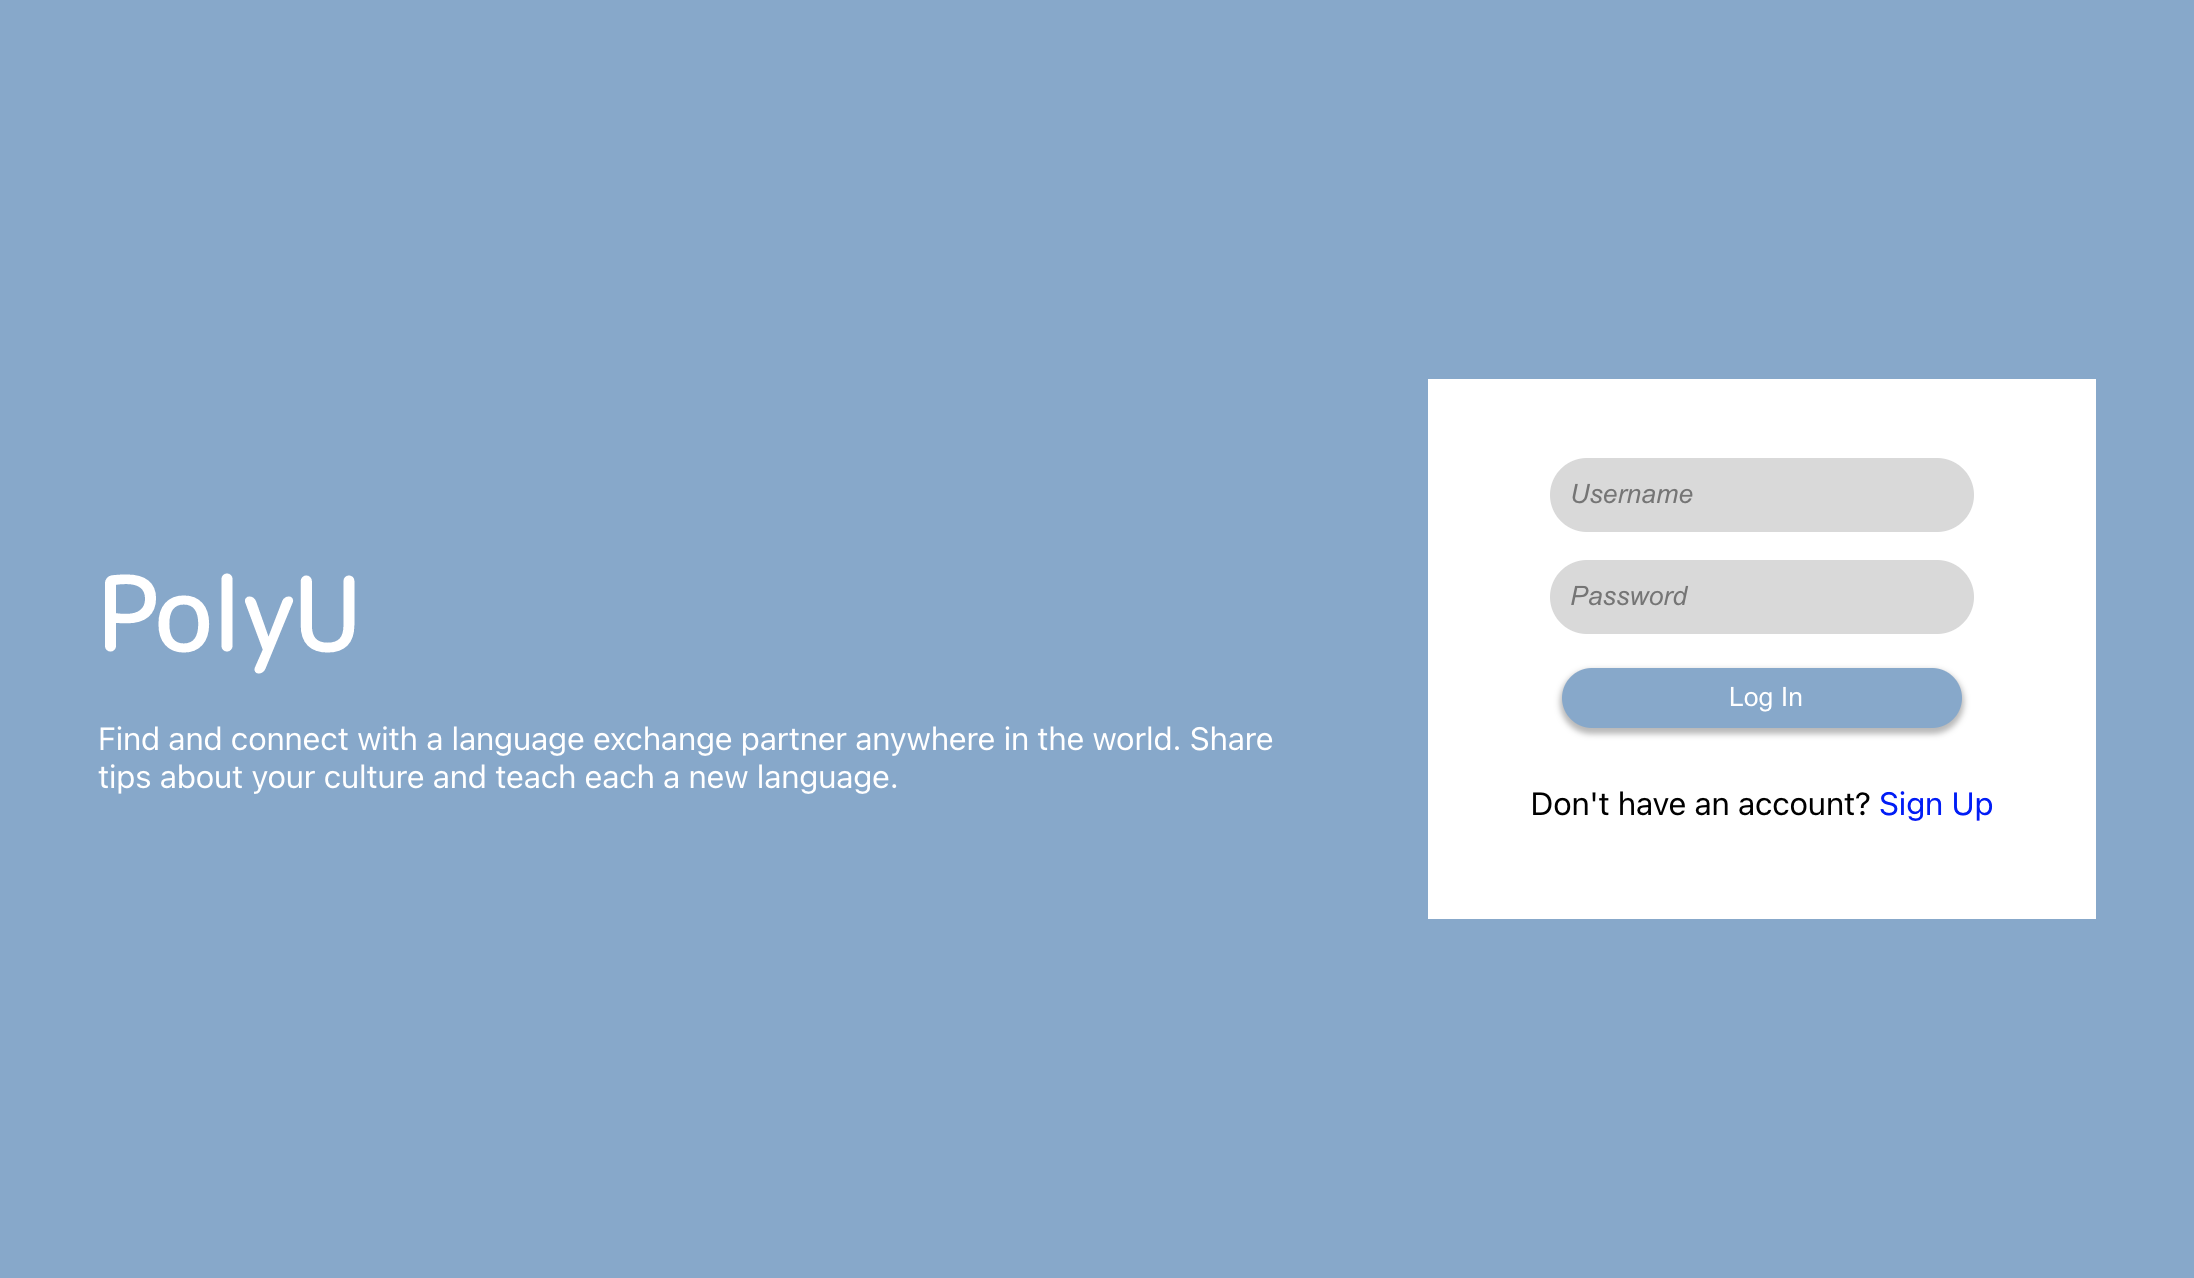 PolyU
Find and connect with a language exchange partner anywhere in the world. Share
tips about your culture and teach each a new language.
Username
Password
Log In
Don't have an account? Sign Up